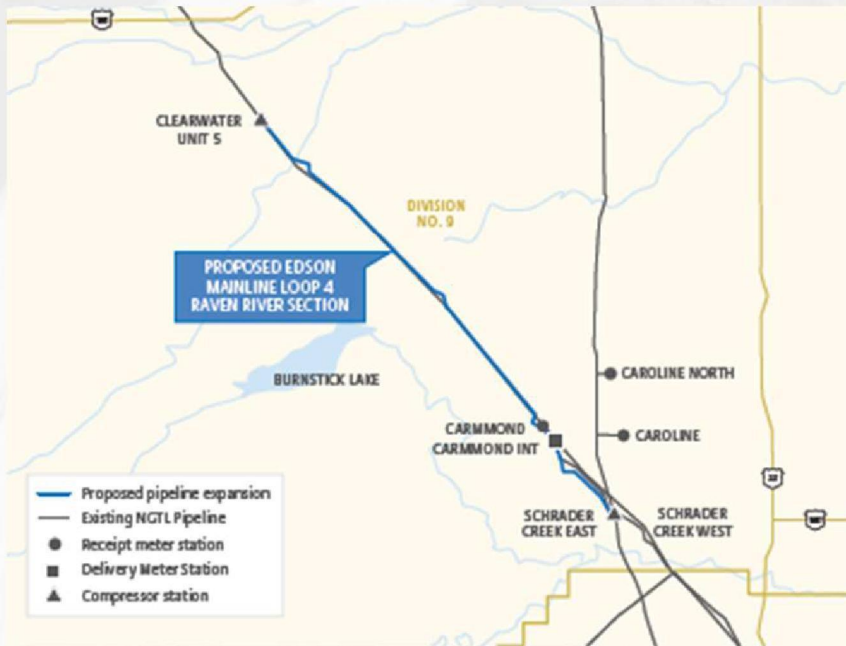 CLEARWATER
UNIT 5
DIVISION
NO. 9
PROPOSED EDSON
MAINLINE LOOP 4
RAVEN RIVER SECTION
BURNSTICK LAKE
CAROLINE NORTH
CARMMOND
CARMMOND INT
CAROLINE
SCHRADER
CREEK EAST
SCHRADER
CREEK WEST
Proposed pipeline expansion
Existing NGTL Pipeline
Receipt meter station
Delivery Meter Station
Compressor station